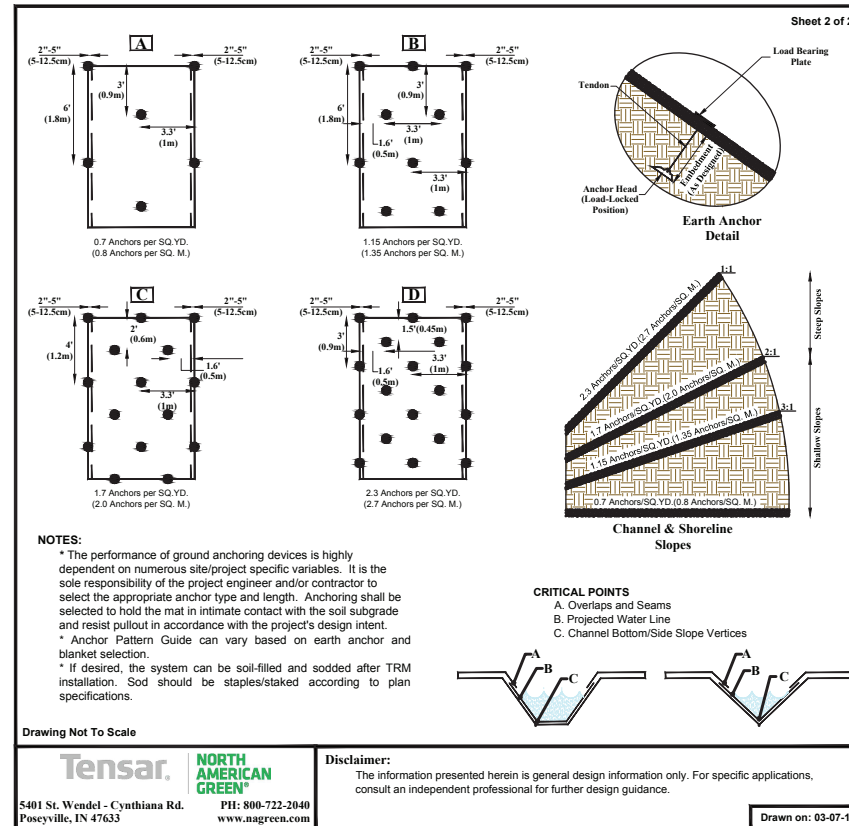 Sheet 2 of 2
A
2"-5"
(5-12.5cm)
2"-5"
(5-12.5cm)
3'
(0.9m)
6'
(1.8m)
3.3'
(1m)
0.7 Anchors per SQ.YD.
(0.8 Anchors per SQ. M.)
B
2"-5"
(5-12.5cm)
2"-5"
(5-12.5cm)
3'
(0.9m)
6'
(1.8m)
3.3'
(1m)
1.6'
(0.5m)
3.3'
(1m)
1.15 Anchors per SQ.YD.
(1.35 Anchors per SQ. M.)
Load Bearing
Plate
Tendon
Embedment
(As Designed)
Anchor Head
(Load-Locked
Position)
Earth Anchor
Detail
C
2"-5"
(5-12.5cm)
2"-5"
(5-12.5cm)
2'
(0.6m)
4'
(1.2m)
1.6'
(0.5m)
3.3'
(1m)
1.7 Anchors per SQ.YD.
(2.0 Anchors per SQ. M.)
D
2"-5"
(5-12.5cm)
2"-5"
(5-12.5cm)
1.5'(0.45m)
3'
(0.9m)
3.3'
(1m)
1.6'
(0.5m)
2.3 Anchors per SQ.YD.
(2.7 Anchors per SQ. M.)
1:1
2.3 Anchors/SQ.YD.(2.7 Anchors/SQ. M.)
2:1
1.7 Anchors/SQ.YD.(2.0 Anchors/SQ. M.)
3:1
1.15 Anchors/SQ.YD.(1.35 Anchors/SQ. M.)
0.7 Anchors/SQ.YD.(0.8 Anchors/SQ. M.)
Steep Slopes
Shallow Slopes
Channel & Shoreline
Slopes
NOTES:
* The performance of ground anchoring devices is highly
dependent on numerous site/project specific variables. It is the
sole responsibility of the project engineer and/or contractor to
select the appropriate anchor type and length. Anchoring shall be
selected to hold the mat in intimate contact with the soil subgrade
and resist pullout in accordance with the project's design intent.
* Anchor Pattern Guide can vary based on earth anchor and
blanket selection.
* If desired, the system can be soil-filled and sodded after TRM
installation. Sod should be staples/staked according to plan
specifications.
CRITICAL POINTS
A. Overlaps and Seams
B. Projected Water Line
C. Channel Bottom/Side Slope Vertices
A
B
C
A
B
C
Drawing Not To Scale
Tensar.
NORTH
AMERICAN
GREEN®
5401 St. Wendel - Cynthiana Rd.
Poseyville, IN 47633
PH: 800-722-2040
www.nagreen.com
Disclaimer:
The information presented herein is general design information only. For specific applications,
consult an independent professional for further design guidance.
Drawn on: 03-07-1